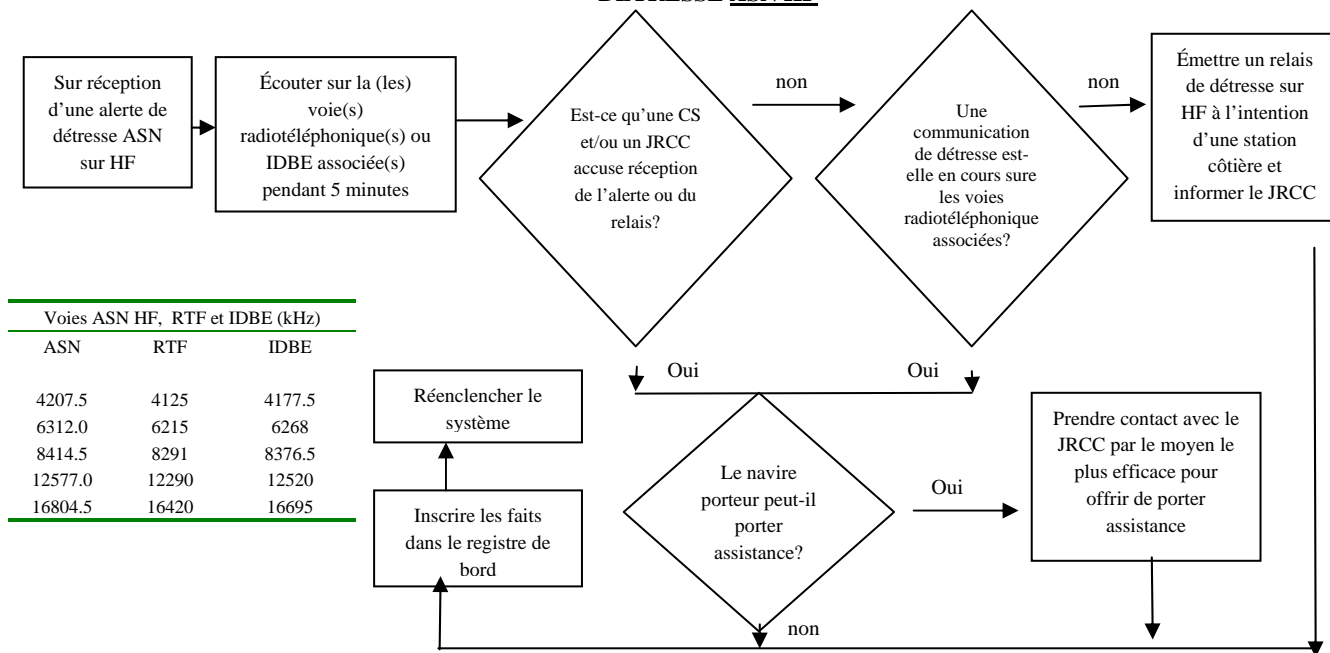 DÉTRESSE ASN HF
Sur réception
d'une alerte de
détresse ASN
sur HF
Écouter sur la (les)
voie(s)
radiotéléphonique(s) ou
IDBE associée(s)
pendant 5 minutes
Est-ce qu'une CS
et/ou un JRCC
accuse réception
de l'alerte ou du
relais?
non
Une
communication
de détresse est-
elle en cours sure
les voies
radiotéléphonique
associées?
non
Émettre un relais
de détresse sur
HF à l'intention
d'une station
côtière et
informer le JRCC
Voies ASN HF, RTF et IDBE (kHz)
ASN RTF IDBE
4207.5 4125 4177.5
6312.0 6215 6268
8414.5 8291 8376.5
12577.0 12290 12520
16804.5 16420 16695
Oui
Oui
Réenclencher le
système
Inscrire les faits
dans le registre de
bord
Le navire
porteur peut-il
porter
assistance?
Oui
Prendre contact avec le
JRCC par le moyen le
plus efficace pour
offrir de porter
assistance
non